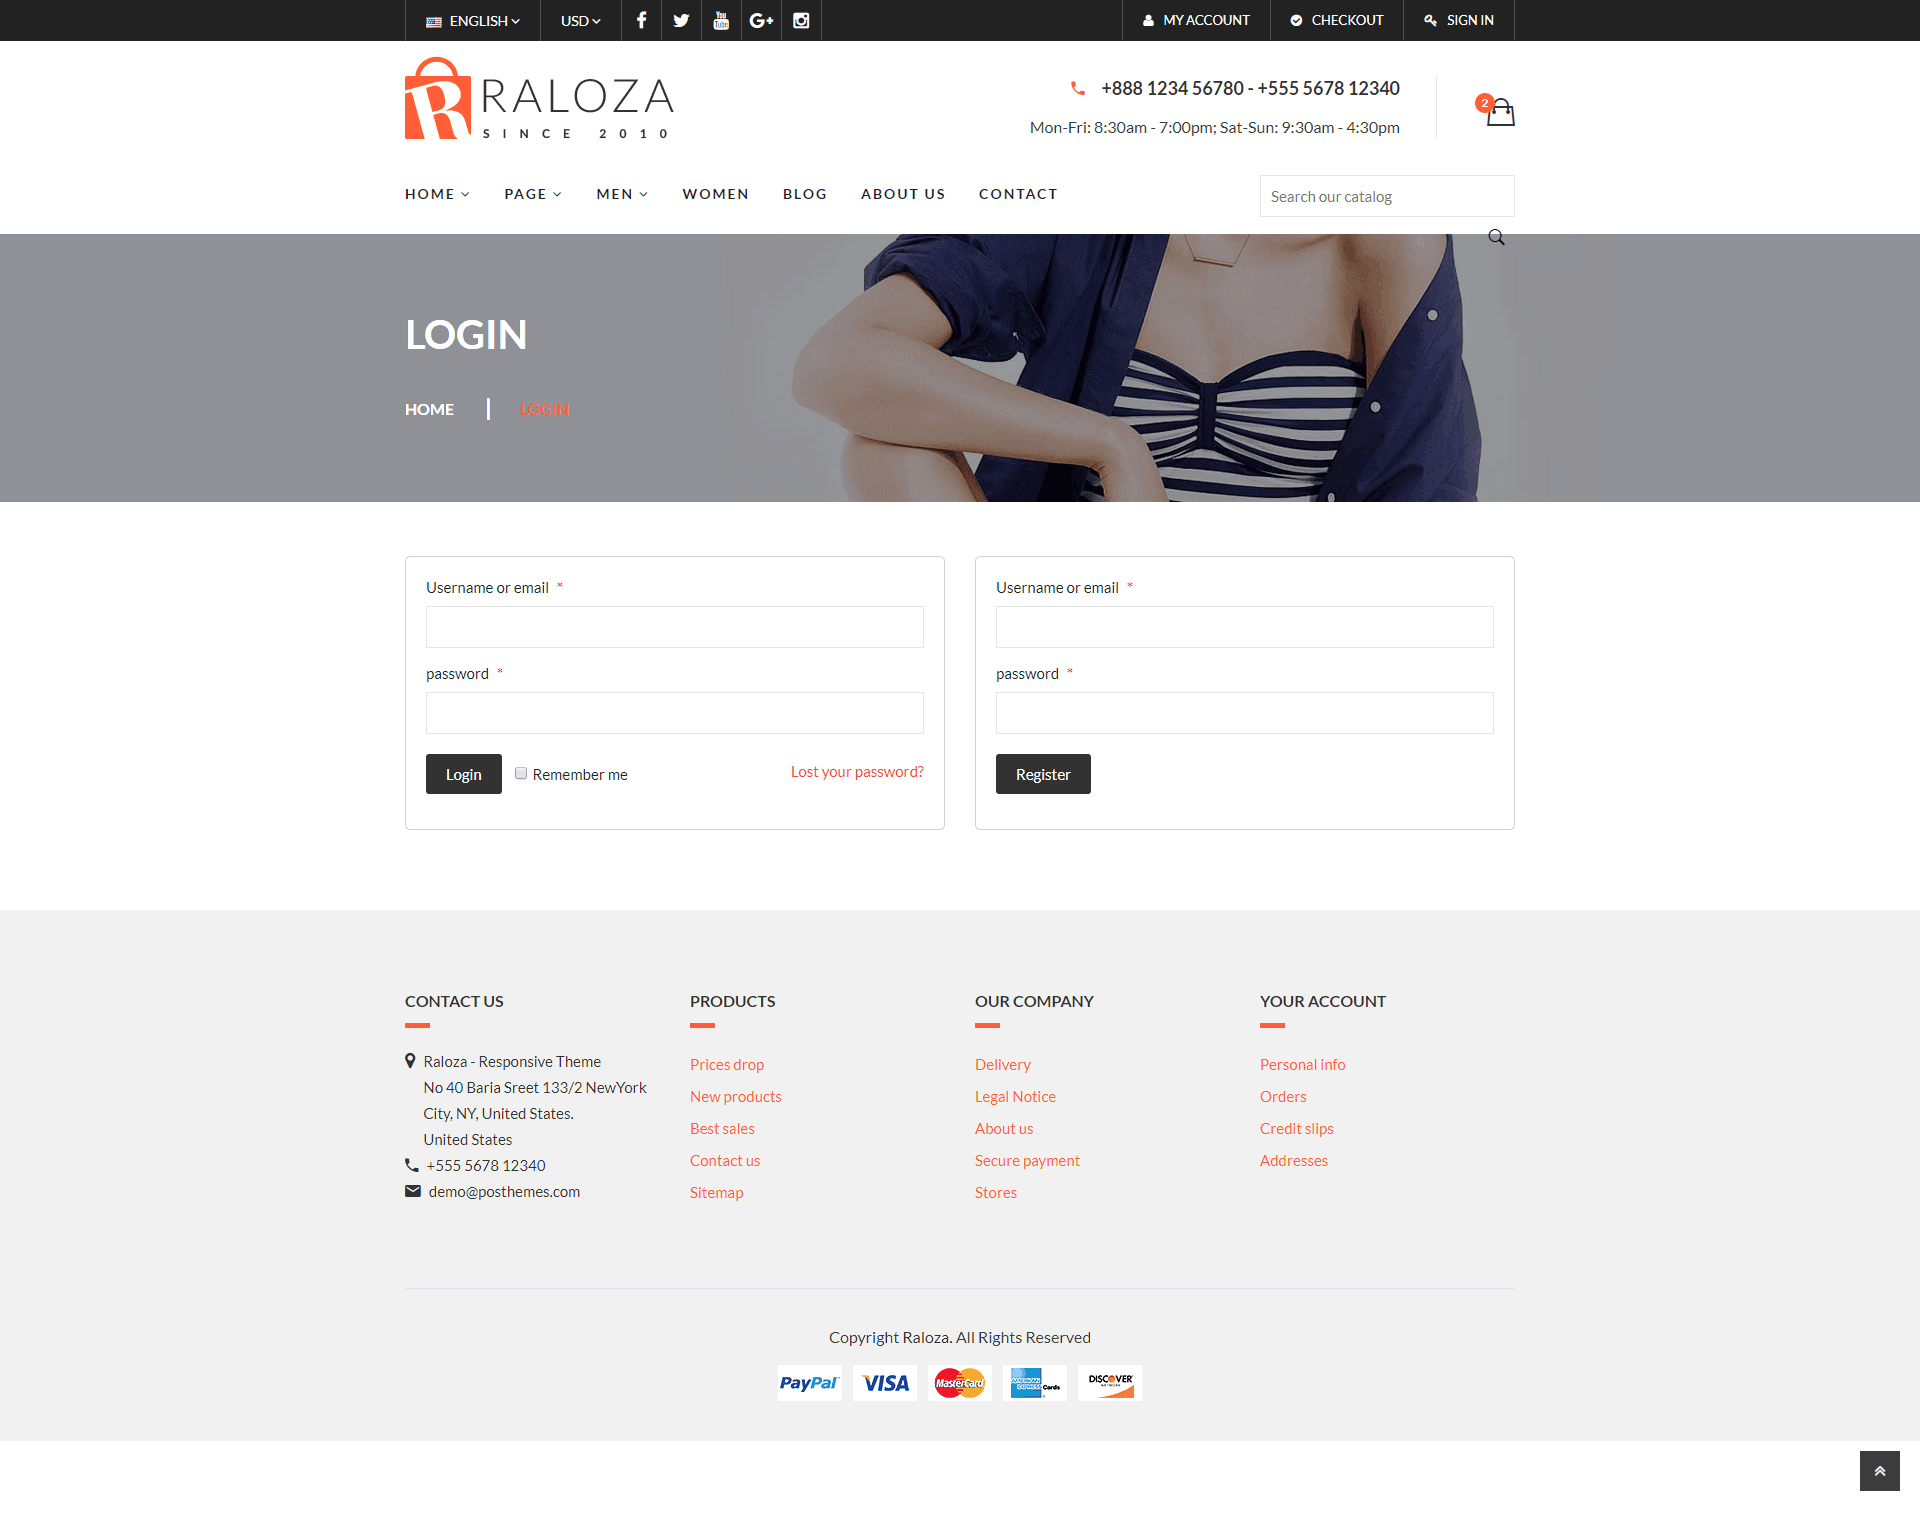 ENGLISH USD MY ACCOUNT CHECKOUT SIGN IN
RALOZA
SINCE 2010
+888 1234 56780 - +555 5678 12340
2
Mon-Fri: 8:30am - 7:00pm; Sat-Sun: 9:30am - 4:30pm
HOME PAGE MEN WOMEN BLOG ABOUT US CONTACT
Search our catalog
LOGIN
HOME | LOGIN
Username or email *
password *
Login Remember me Lost your password?
Username or email *
password *
Register
CONTACT US
Raloza - Responsive Theme
No 40 Baria Sreet 133/2 NewYork
City, NY, United States.
United States
+555 5678 12340
demo@posthemes.com
PRODUCTS
Prices drop
New products
Best sales
Contact us
Sitemap
OUR COMPANY
Delivery
Legal Notice
About us
Secure payment
Stores
YOUR ACCOUNT
Personal info
Orders
Credit slips
Addresses
Copyright Raloza. All Rights Reserved
PayPal VISA MasterCard AMERICAN EXPRESS Cards DISCOVER NETWORK